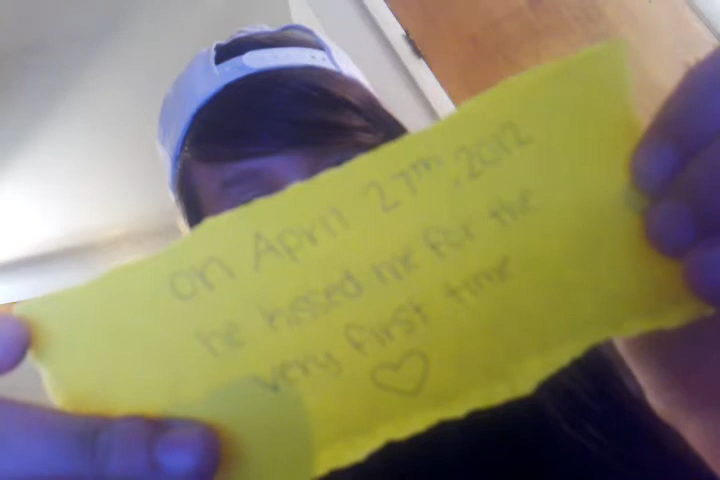 on April 27th, 2012
he kissed me for the
very first time